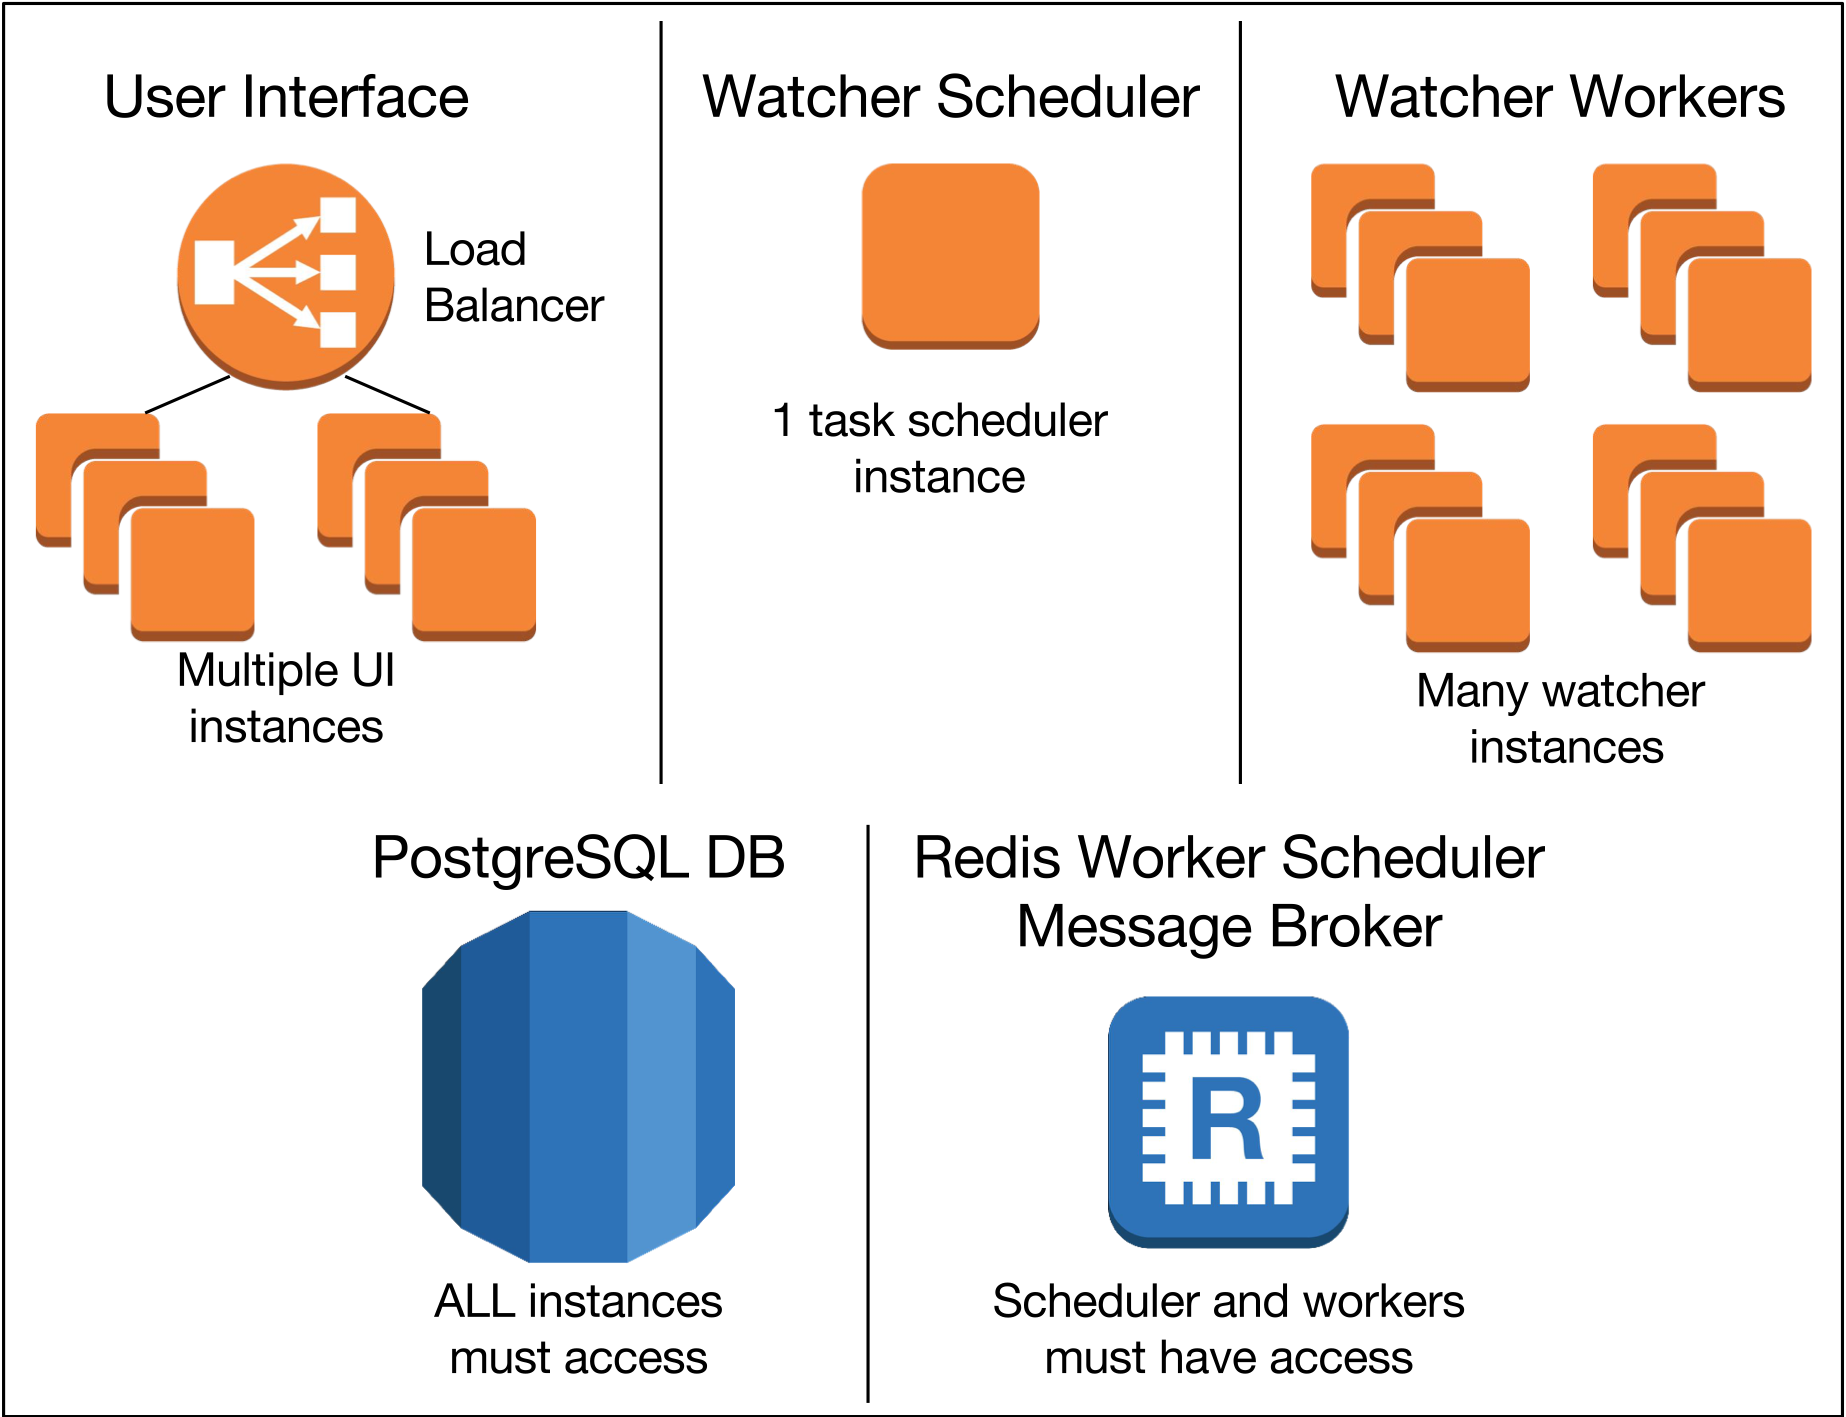 User Interface
Load
Balancer
Multiple UI
instances
Watcher Scheduler
1 task scheduler
instance
Watcher Workers
Many watcher
instances
PostgreSQL DB
ALL instances
must access
Redis Worker Scheduler
Message Broker
R
Scheduler and workers
must have access